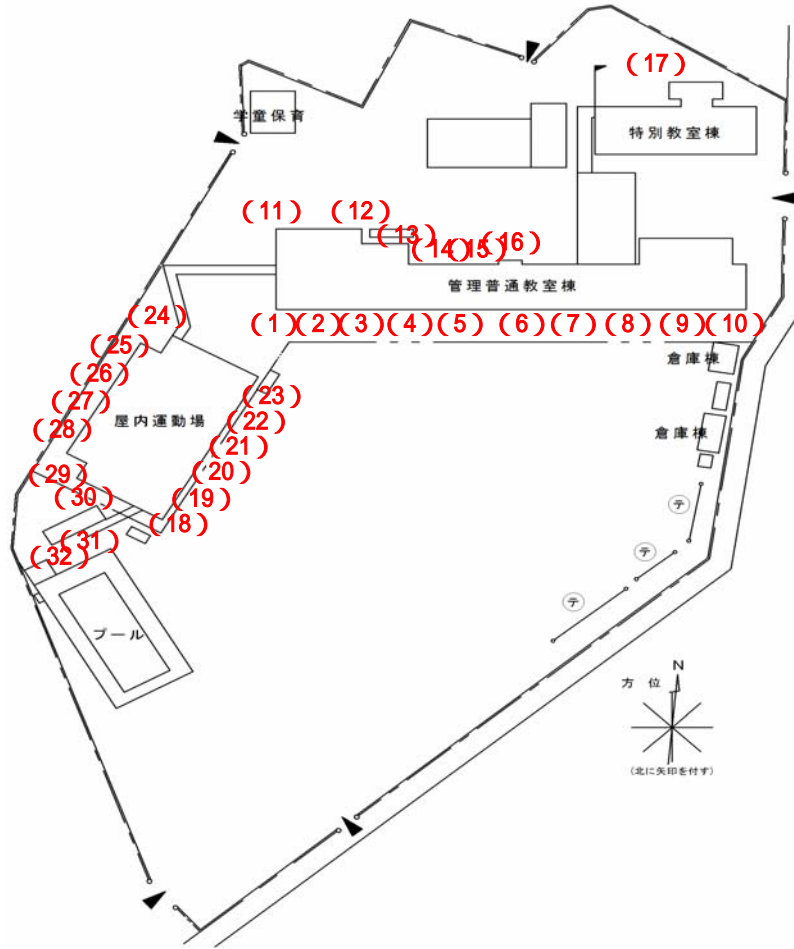 (17)
学童保育
特別教室棟
(11)
(12)
(13)
(14)
(15)
(16)
管理普通教室棟
(24)
(1)
(2)
(3)
(4)
(5)
(6)
(7)
(8)
(9)
(10)
(25)
倉庫棟
(26)
(23)
(27)
屋内運動場
(22)
(28)
倉庫棟
(21)
(29)
(20)
(30)
(19)
テ
(18)
(31)
(32)
テ
テ
プール
N
方位
(北に矢印を付す)